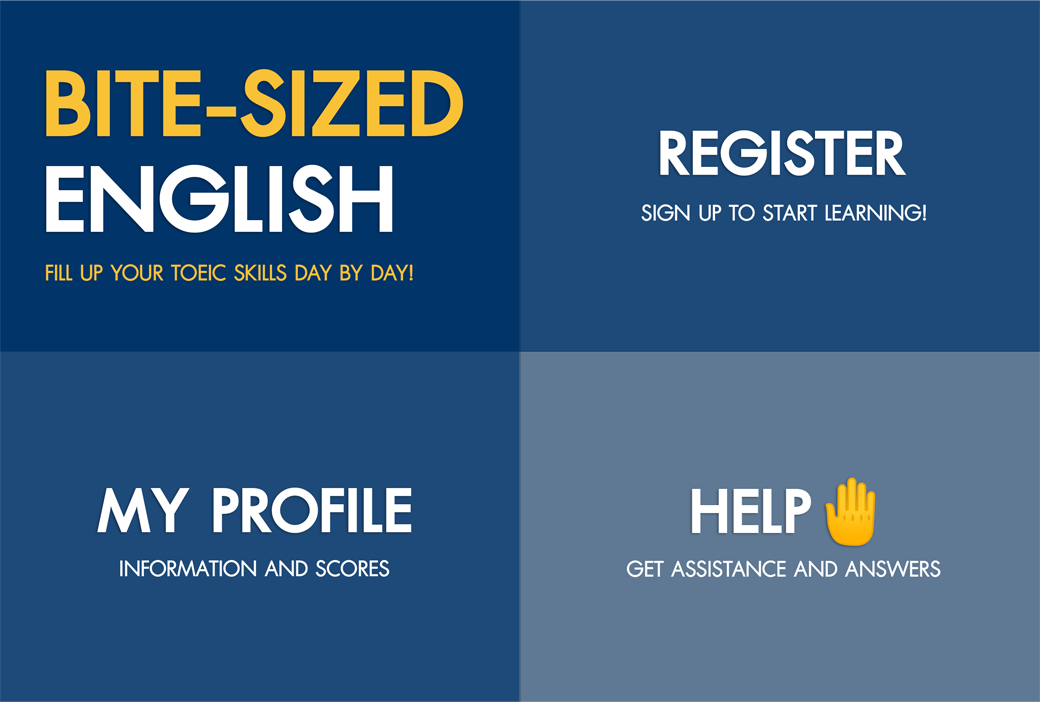 BITE-SIZED
ENGLISH
FILL UP YOUR TOEIC SKILLS DAY BY DAY!
REGISTER
SIGN UP TO START LEARNING!
MY PROFILE
INFORMATION AND SCORES
HELP
GET ASSISTANCE AND ANSWERS